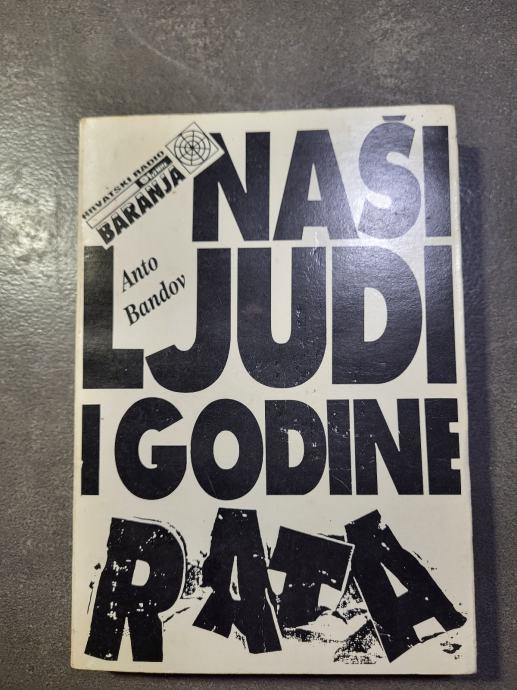 HRVATSKI RADIO
BARANJA
Anto
Bandov
NAŠI
LJUDI
I GODINE
RATA